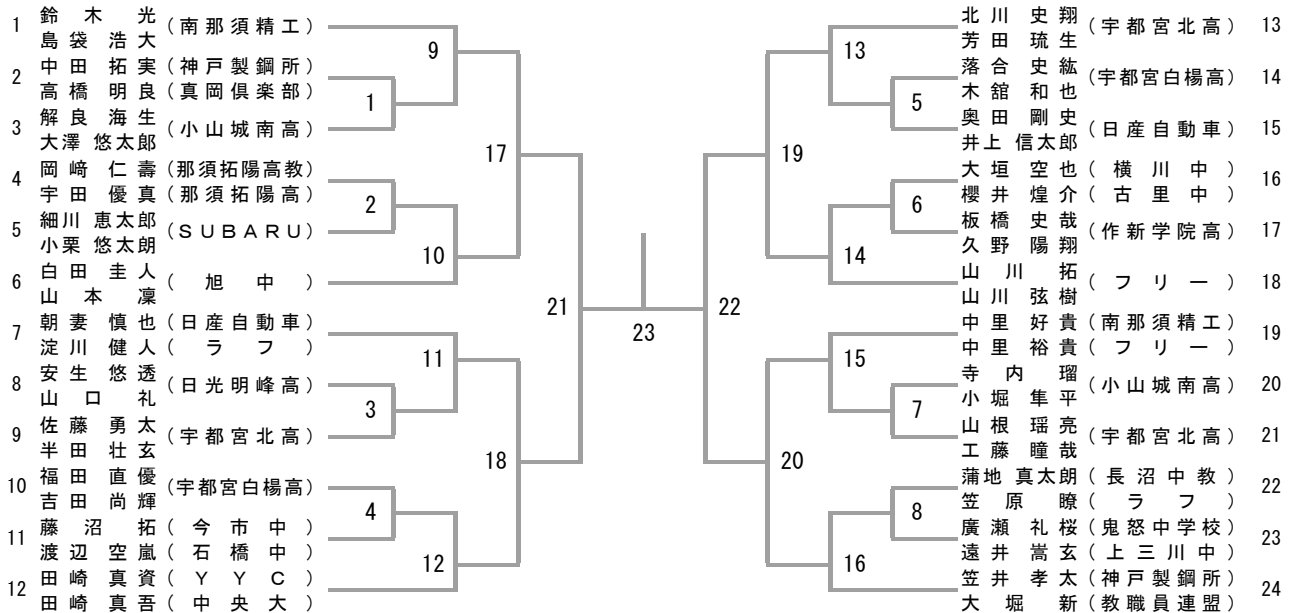 1 鈴木 光 (南那須精工)
島袋浩大
2 中田拓実 (神戸製鋼所)
高橋明良 (真岡倶楽部)
3 解良海生 (小山城南高)
大澤 悠太郎
4 岡﨑仁壽 (那須拓陽高教)
宇田優真 (那須拓陽高)
5 細川 恵太郎 (SUBARU)
小栗 悠太朗
6 白田圭人 (旭中)
山本 凜
7 朝妻慎也 (日産自動車)
淀川健人 (ラフ)
8 安生悠透 (日光明峰高)
山口 礼
9 佐藤勇太 (宇都宮北高)
半田壮玄
10 福田直優 (宇都宮白楊高)
吉田尚輝
11 藤沼 拓 (今市中)
渡辺空嵐 (石橋中)
12 田崎真資 (YYC)
田崎真吾 (中央大)
9
1
17
2
10
21
11
3
18
4
12
23
22
13
5
19
6
14
15
7
20
8
16
北川史翔 (宇都宮北高) 13
芳田琉生
落合史紘 (宇都宮白楊高) 14
木舘和也
奥田剛史 (日産自動車) 15
井上 信太郎
大垣空也 (横川中) 16
櫻井煌介 (古里中)
板橋史哉 (作新学院高) 17
久野陽翔
山川 拓 (フリー) 18
山川弦樹
中里好貴 (南那須精工) 19
中里裕貴 (フリー)
寺内 瑠 (小山城南高) 20
小堀隼平
山根瑶亮 (宇都宮北高) 21
工藤瞳哉
蒲地 真太朗 (長沼中教) 22
笠原 瞭 (ラフ)
廣瀬礼桜 (鬼怒中学校) 23
遠井嵩玄 (上三川中)
笠井孝太 (神戸製鋼所) 24
大堀 新 (教職員連盟)